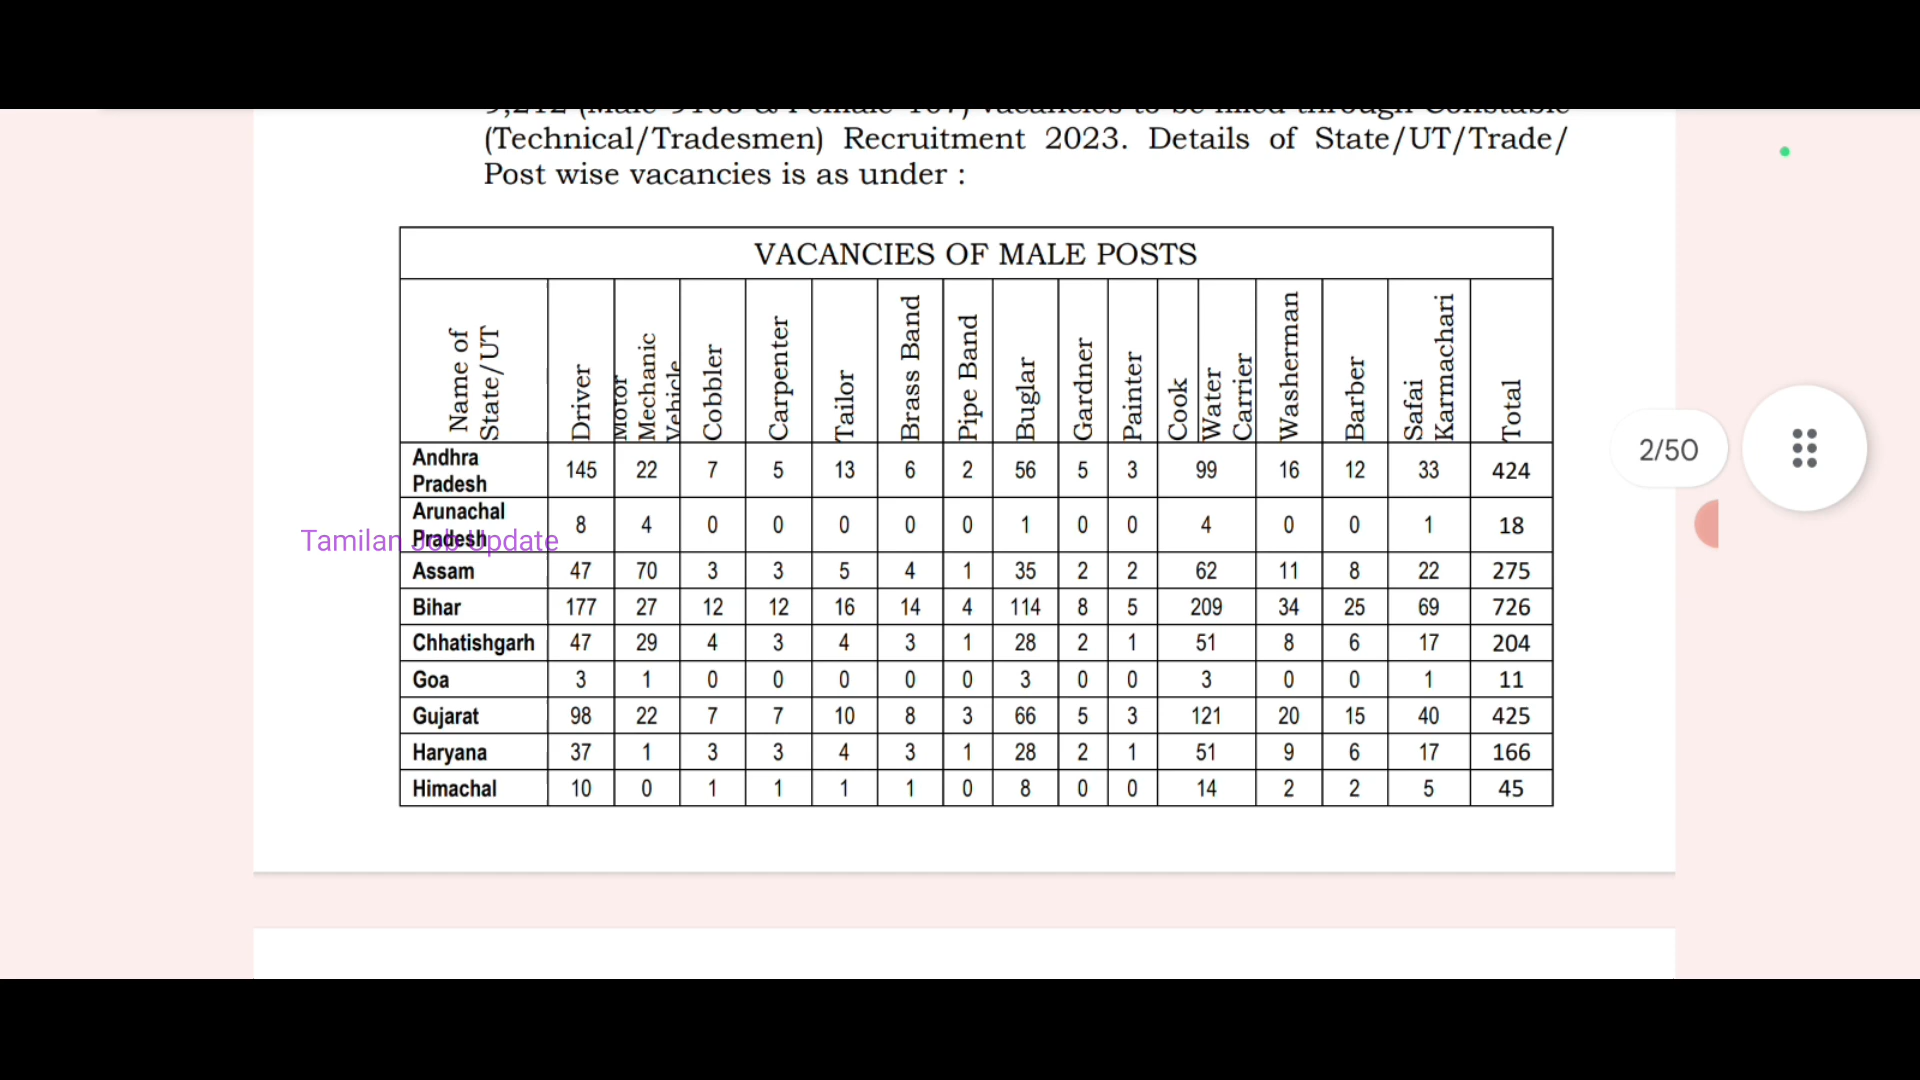 (Technical/Tradesmen) Recruitment 2023. Details of State/UT/Trade/
Post wise vacancies is as under :
VACANCIES OF MALE POSTS
Name of State/UT Driver Motor Mechanic Vehicle Cobbler Carpenter Tailor Brass Band Pipe Band Buglar Gardner Painter Cook Water Carrier Washerman Barber Safai Karmachari Total
Andhra Pradesh 145 22 7 5 13 6 2 56 5 3 99 16 12 33 424
Arunachal Pradesh 8 4 0 0 0 0 0 1 0 0 4 0 0 1 18
Tamilan Job Update
Assam 47 70 3 3 5 4 1 35 2 2 62 11 8 22 275
Bihar 177 27 12 12 16 14 4 114 8 5 209 34 25 69 726
Chhatishgarh 47 29 4 3 4 3 1 28 2 1 51 8 6 17 204
Goa 3 1 0 0 0 0 0 3 0 0 3 0 0 1 11
Gujarat 98 22 7 7 10 8 3 66 5 3 121 20 15 40 425
Haryana 37 1 3 3 4 3 1 28 2 1 51 9 6 17 166
Himachal 10 0 1 1 1 1 0 8 0 0 14 2 2 5 45
2/50